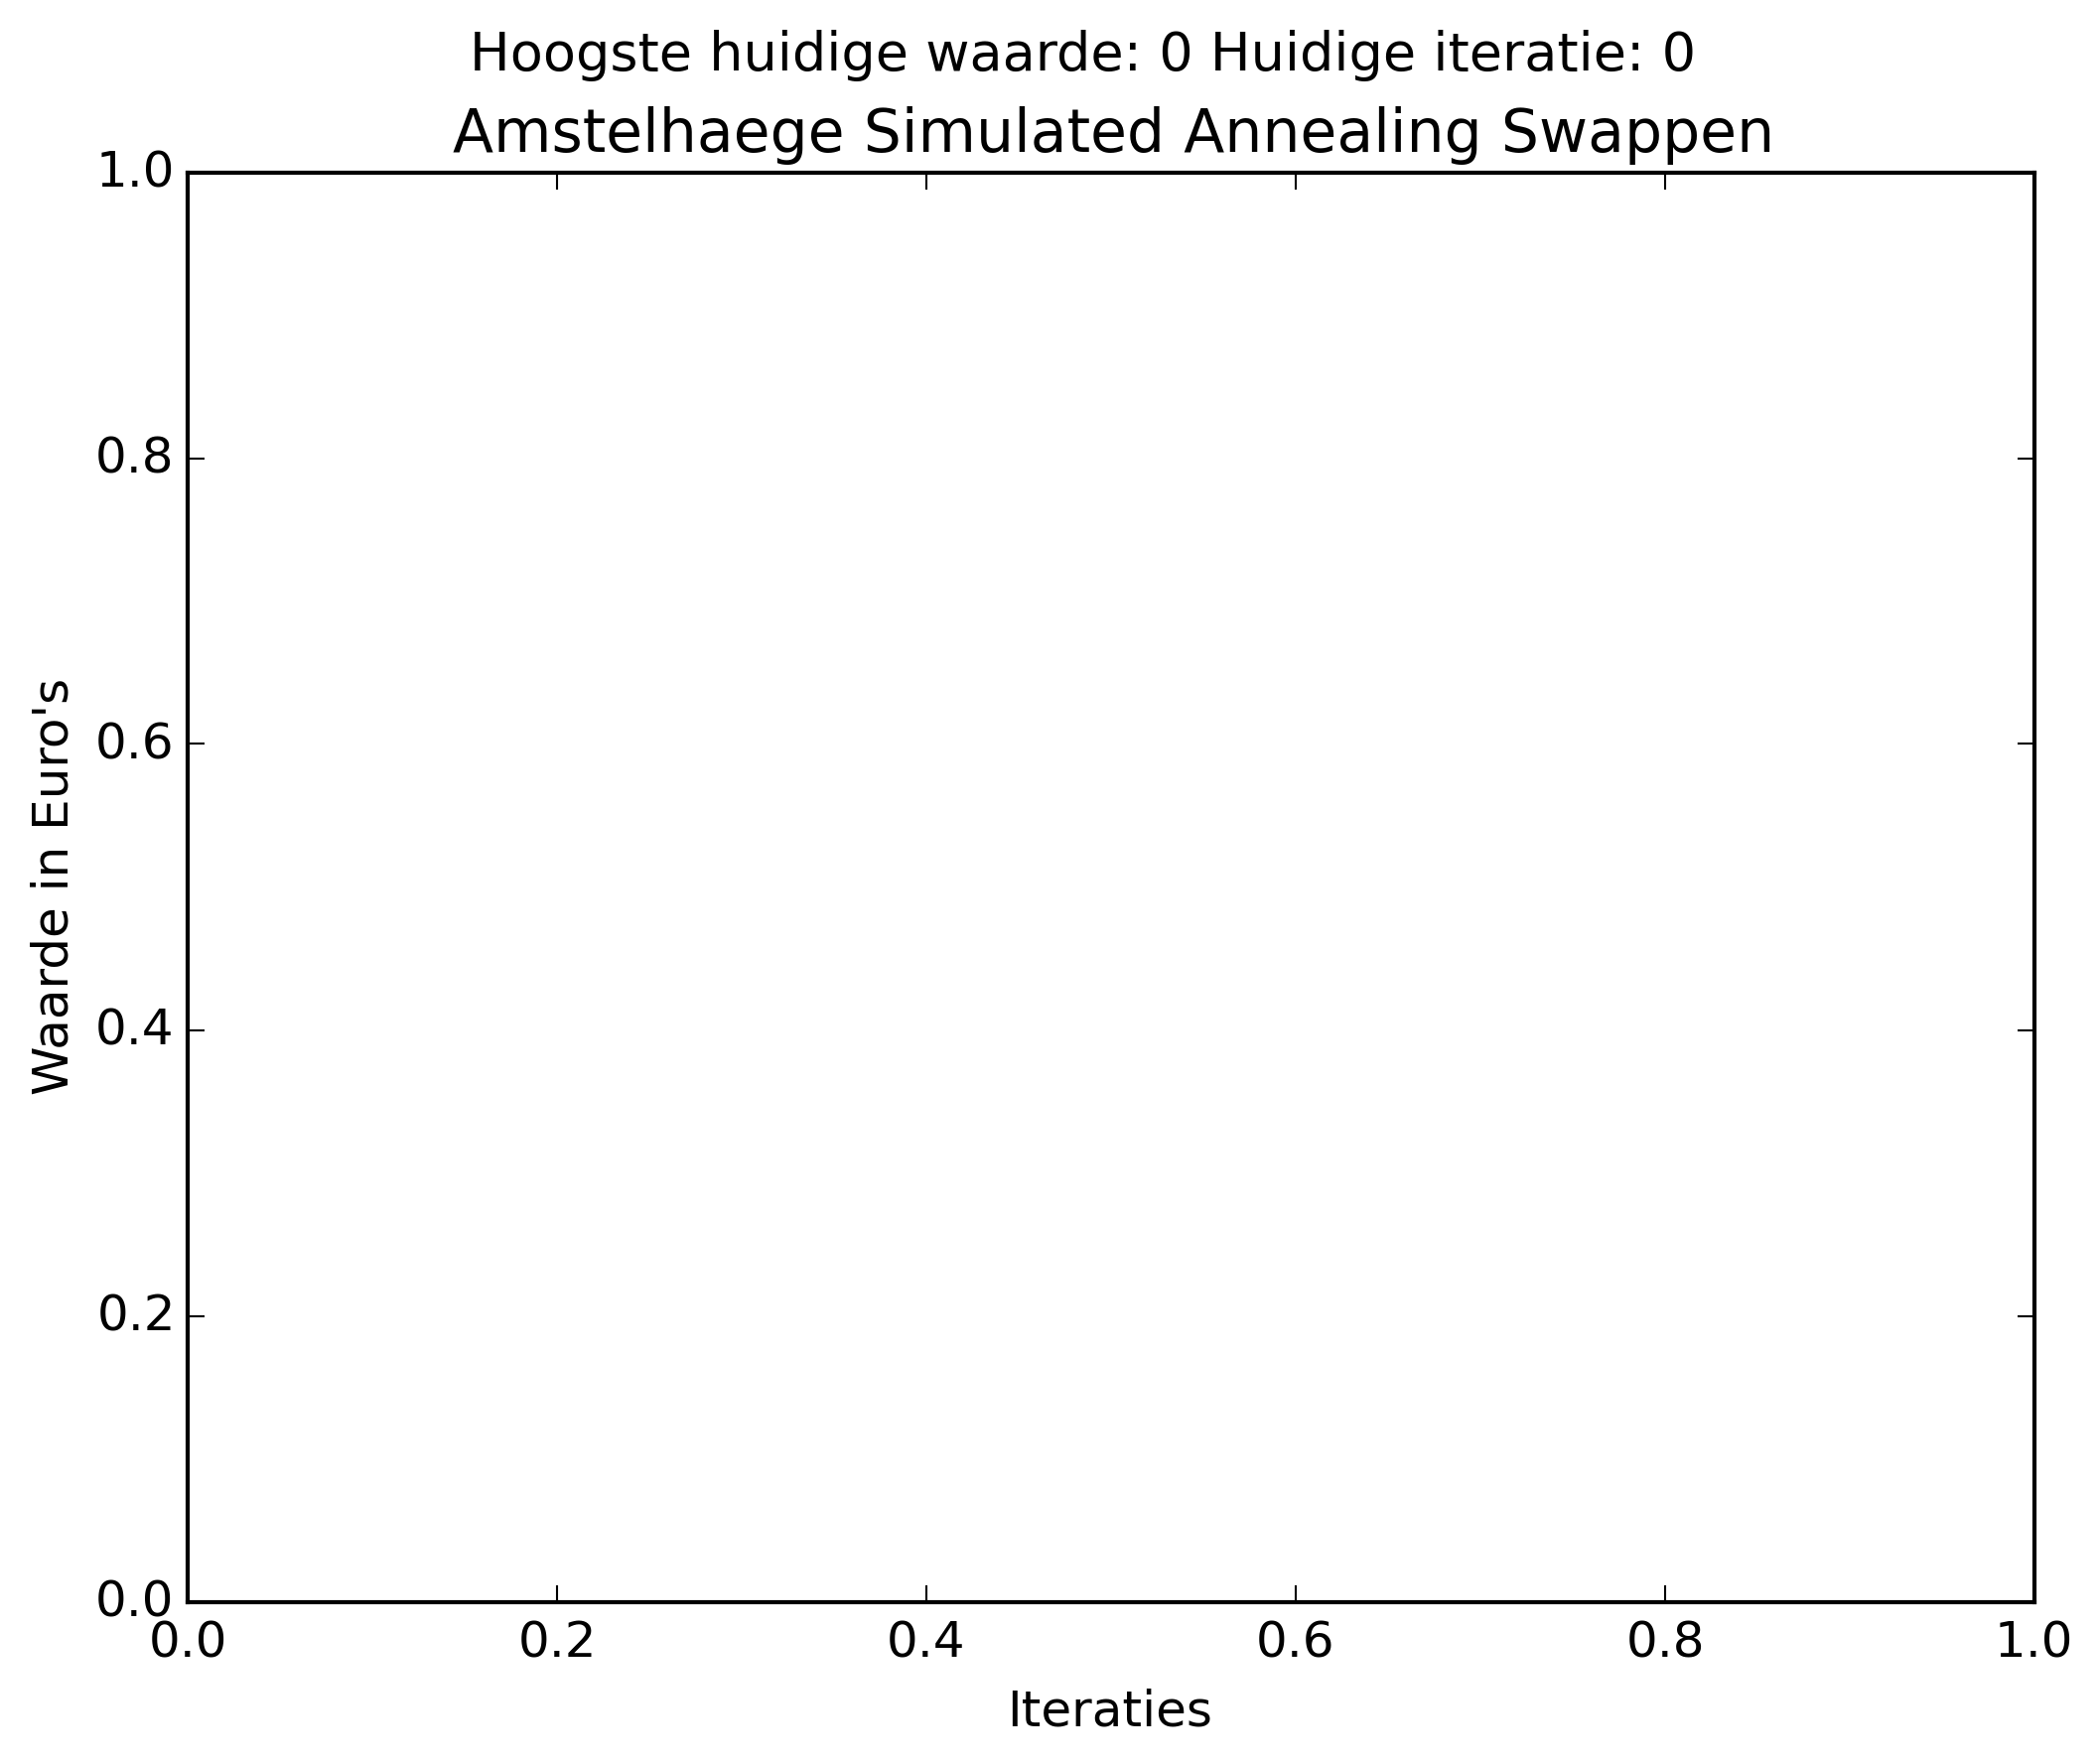 Hoogste huidige waarde: 0 Huidige iteratie: 0
Amstelhaege Simulated Annealing Swappen
1.0
0.8
0.6
0.4
0.2
0.0
Waarde in Euro's
0.0 0.2 0.4 0.6 0.8 1.0
Iteraties